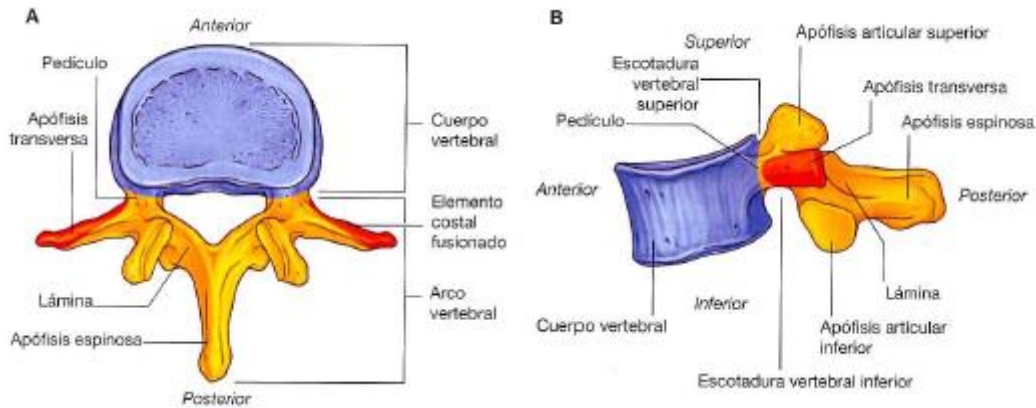 A
Anterior
Pedículo
Apófisis
transversa
Cuerpo
vertebral
Elemento
costal
fusionado
Lámina
Arco
vertebral
Apófisis espinosa
Posterior
B
Superior
Apófisis articular superior
Escotadura
vertebral
superior
Apófisis transversa
Pedículo
Apófisis espinosa
Anterior
Posterior
Lámina
Inferior
Cuerpo vertebral
Apófisis articular
inferior
Escotadura vertebral inferior